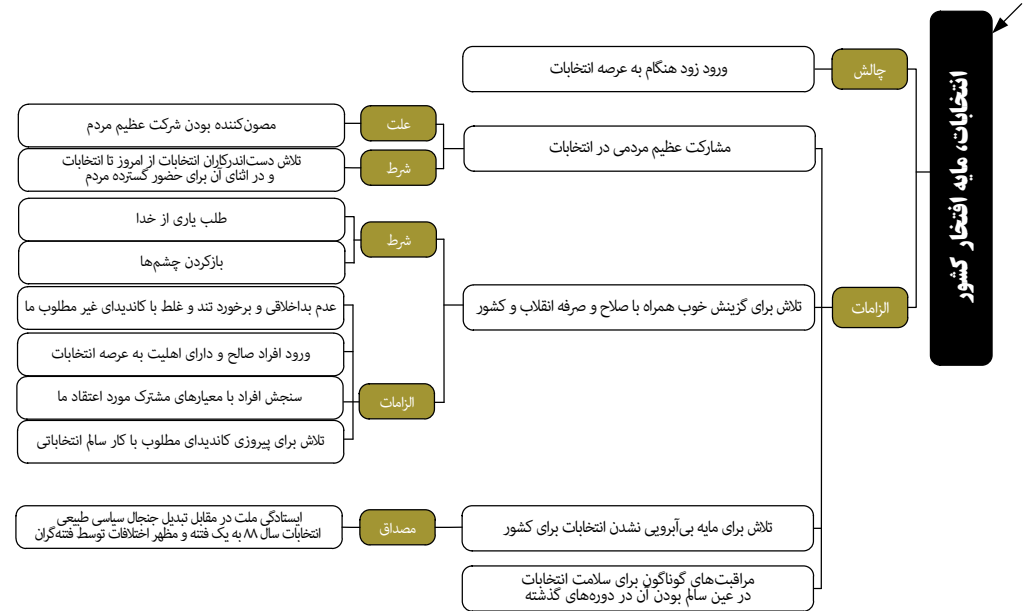 انتخابات، مایه افتخار کشور
چالش
ورود زود هنگام به عرصه انتخابات
الزامات
مشارکت عظیم مردمی در انتخابات
علت
مصون‌کننده بودن شرکت عظیم مردم
شرط
تلاش دست‌اندرکاران انتخابات از امروز تا انتخابات
و در اثنای آن برای حضور گسترده مردم
تلاش برای گزینش خوب همراه با صلاح و صرفه انقلاب و کشور
شرط
طلب یاری از خدا
بازکردن چشم‌ها
الزامات
عدم بداخلاقی و برخورد تند و غلط با کاندیدای غیر مطلوب ما
ورود افراد صالح و دارای اهلیت به عرصه انتخابات
سنجش افراد با معیارهای مشترک مورد اعتقاد ما
تلاش برای پیروزی کاندیدای مطلوب با کار سالم انتخاباتی
تلاش برای مایه بی‌آبرویی نشدن انتخابات برای کشور
مصداق
ایستادگی ملت در مقابل تبدیل جنجال سیاسی طبیعی
انتخابات سال ۸۸ به یک فتنه و مظهر اختلافات توسط فتنه‌گران
مراقبت‌های گوناگون برای سلامت انتخابات
در عین سالم بودن آن در دوره‌های گذشته